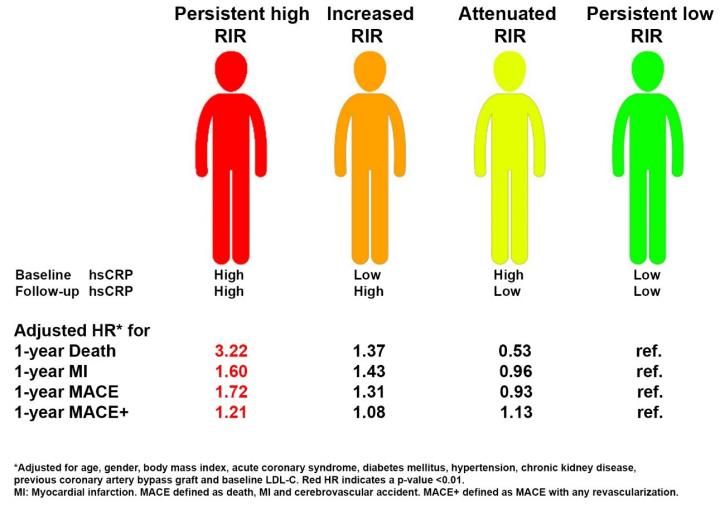 Persistent high RIR
Increased RIR
Attenuated RIR
Persistent low RIR
Baseline hsCRP High Low High Low
Follow-up hsCRP High High Low Low
Adjusted HR* for
1-year Death 3.22 1.37 0.53 ref.
1-year MI 1.60 1.43 0.96 ref.
1-year MACE 1.72 1.31 0.93 ref.
1-year MACE+ 1.21 1.08 1.13 ref.
*Adjusted for age, gender, body mass index, acute coronary syndrome, diabetes mellitus, hypertension, chronic kidney disease,
previous coronary artery bypass graft and baseline LDL-C. Red HR indicates a p-value <0.01.
MI: Myocardial infarction. MACE defined as death, MI and cerebrovascular accident. MACE+ defined as MACE with any revascularization.